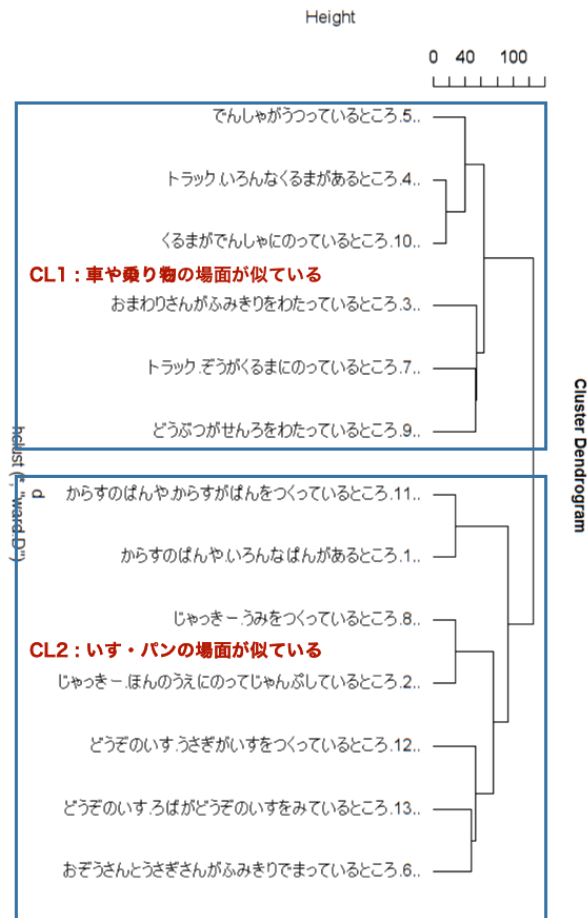 Height
0 40 100
でんしゃがうつっているところ.5..
トラック.いろんなくるまがあるところ.4..
くるまがでんしゃにのっているところ.10..
CL1：車や乗り物の場面が似ている
おまわりさんがふみきりをわたっているところ.3..
トラック.ぞうがくるまにのっているところ.7..
どうぶつがせんろをわたっているところ.9..
Cluster Dendrogram
d
hclust (*, "ward.D")
からすのぱんや.からすがぱんをつくっているところ.11..
からすのぱんや.いろんなぱんがあるところ.1..
じゃっきー.うみをつくっているところ.8..
CL2：いす・パンの場面が似ている
じゃっきー.ほんのうえにのってじゃんぷしているところ.2..
どうぞのいす.うさぎがいすをつくっているところ.12..
どうぞのいす.ろばがどうぞのいすをみているところ.13..
おぞうさんとうさぎさんがふみきりでまっているところ.6..